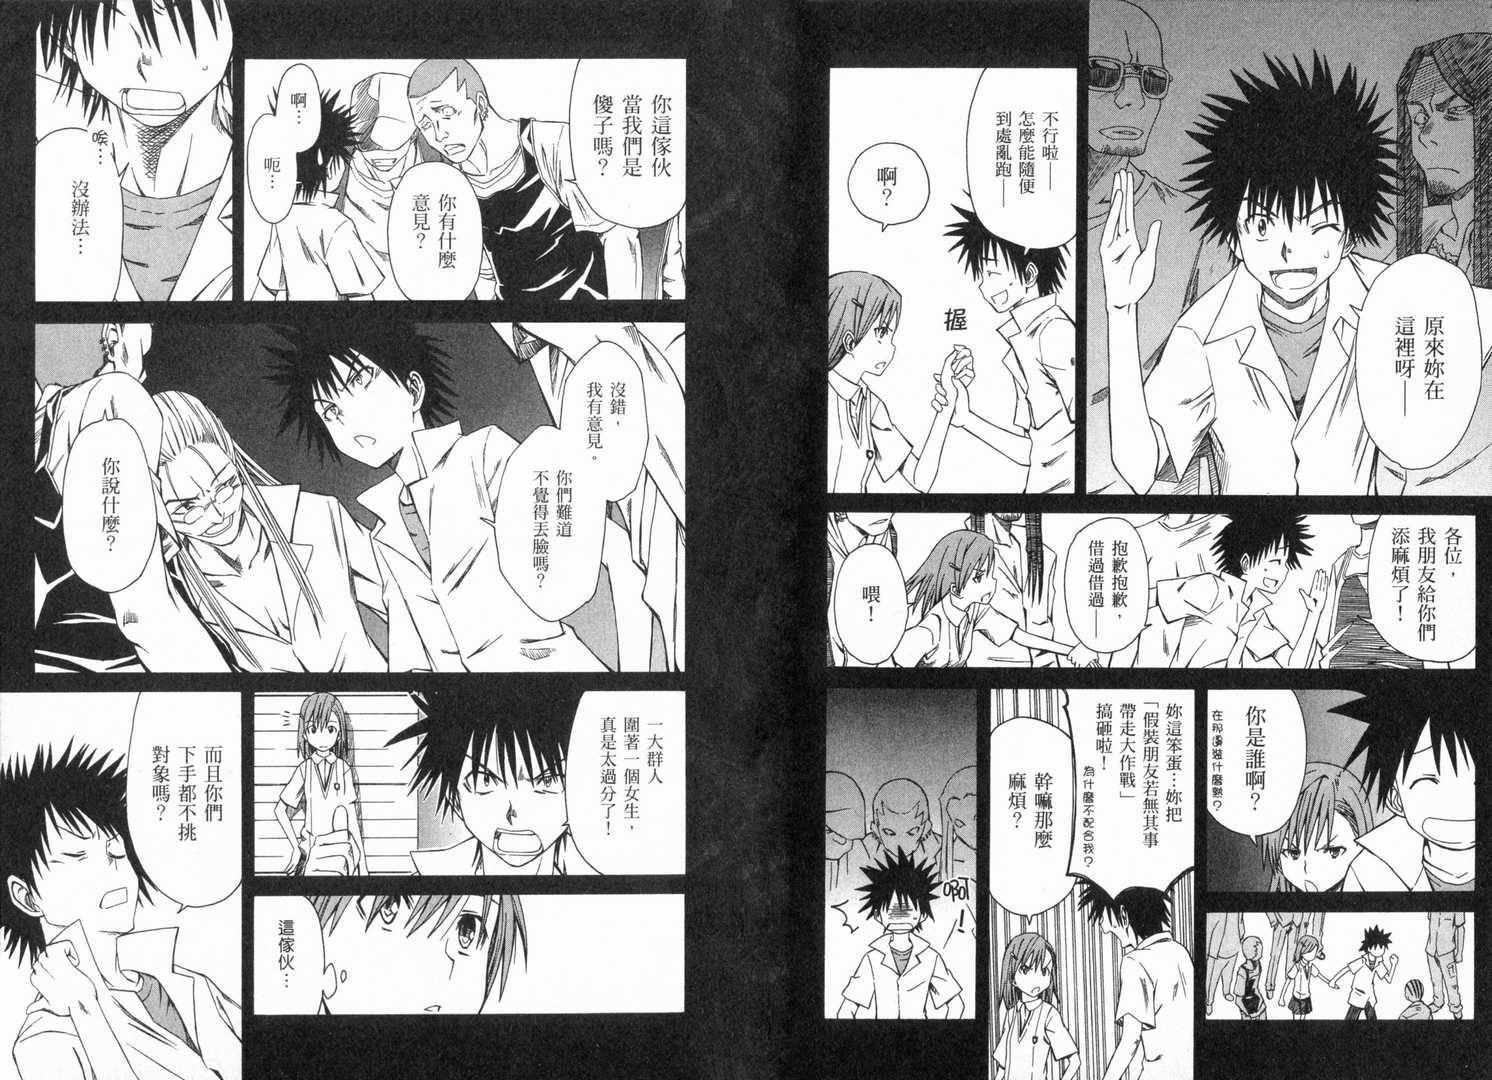 原來妳在
這裡呀——
不行啦——
怎麼能隨便
到處亂跑——
啊？
握
各位，
我朋友給你們
添麻煩了！
抱歉抱歉，
借過借過——
喂！
你是誰啊？
在那邊裝什麼熟？
妳這笨蛋…妳把
「假裝朋友若無其事
帶走大作戰」
搞砸啦！
為什麼不配合我？
幹嘛那麼
麻煩？
你這傢伙
當我們是
傻子嗎？
你有什麼
意見？
啊…
呃…
唉…
沒辦法…
沒錯，
我有意見。
你們難道
不覺得丟臉嗎？
你說什麼？
一大群人
圍著一個女生，
真是太過分了！
這傢伙…
而且你們
下手都不挑
對象嗎？